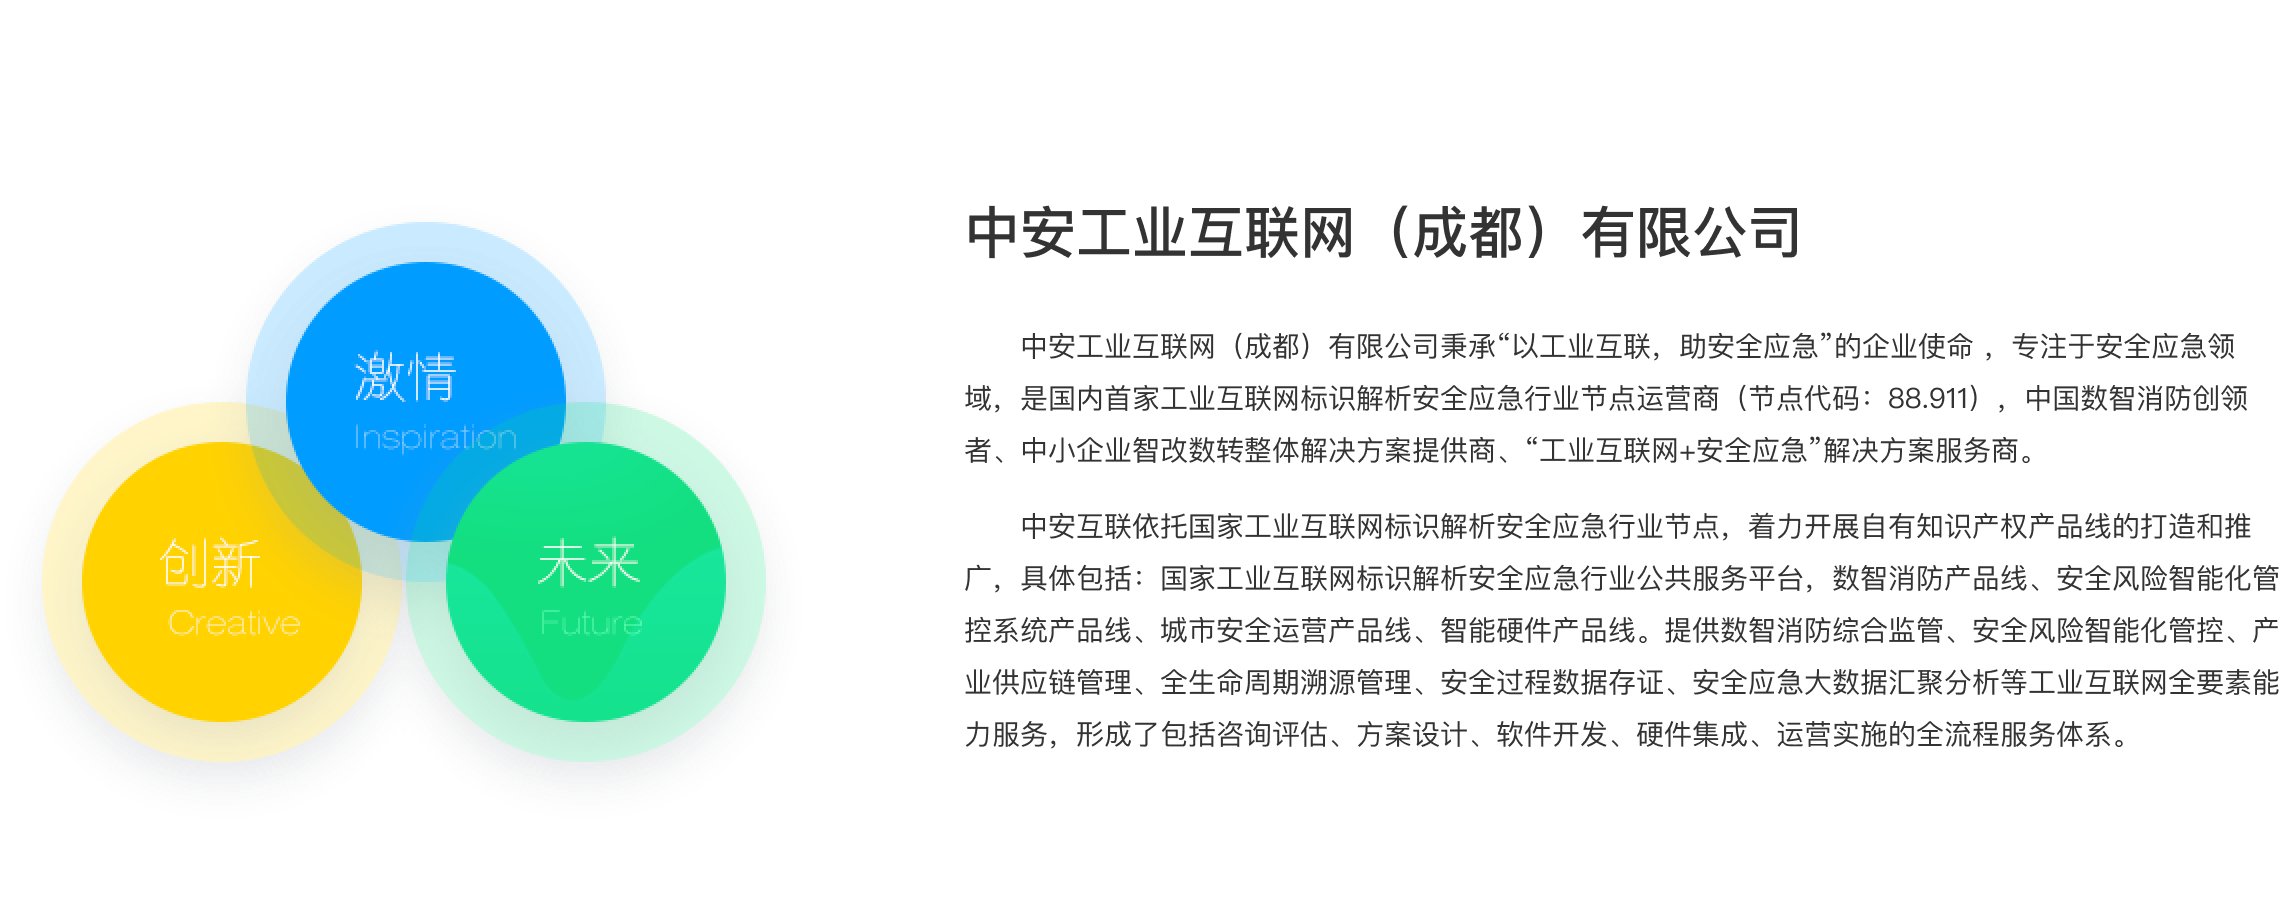 激情
Inspiration
创新
Creative
未来
Future
中安工业互联网（成都）有限公司
中安工业互联网（成都）有限公司秉承“以工业互联，助安全应急”的企业使命 ，专注于安全应急领
域，是国内首家工业互联网标识解析安全应急行业节点运营商（节点代码：88.911），中国数智消防创领
者、中小企业智改数转整体解决方案提供商、“工业互联网+安全应急”解决方案服务商。
中安互联依托国家工业互联网标识解析安全应急行业节点，着力开展自有知识产权产品线的打造和推
广，具体包括：国家工业互联网标识解析安全应急行业公共服务平台，数智消防产品线、安全风险智能化管
控系统产品线、城市安全运营产品线、智能硬件产品线。提供数智消防综合监管、安全风险智能化管控、产
业供应链管理、全生命周期溯源管理、安全过程数据存证、安全应急大数据汇聚分析等工业互联网全要素能
力服务，形成了包括咨询评估、方案设计、软件开发、硬件集成、运营实施的全流程服务体系。